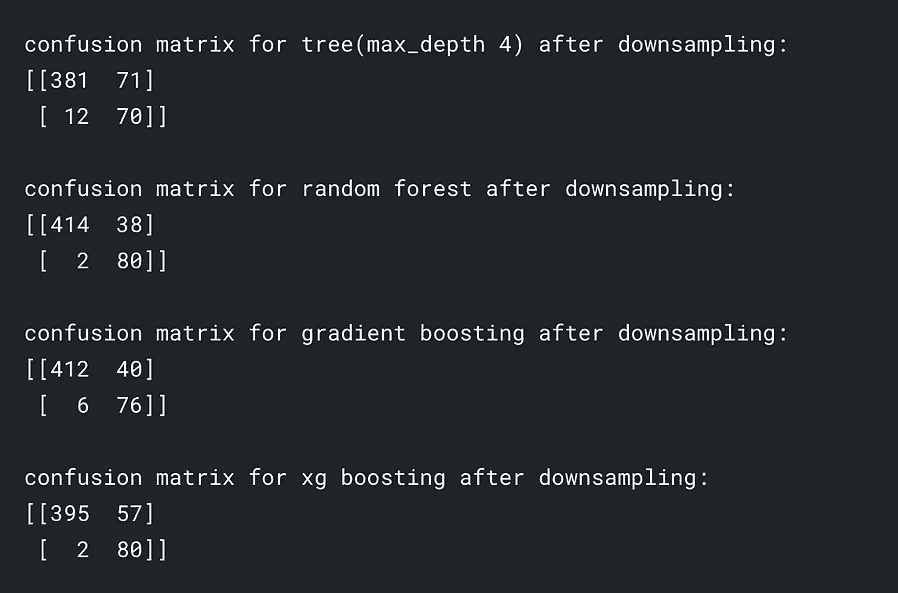 confusion matrix for tree(max_depth 4) after downsampling:
[[381  71]
 [ 12  70]]
confusion matrix for random forest after downsampling:
[[414  38]
 [  2  80]]
confusion matrix for gradient boosting after downsampling:
[[412  40]
 [  6  76]]
confusion matrix for xg boosting after downsampling:
[[395  57]
 [  2  80]]